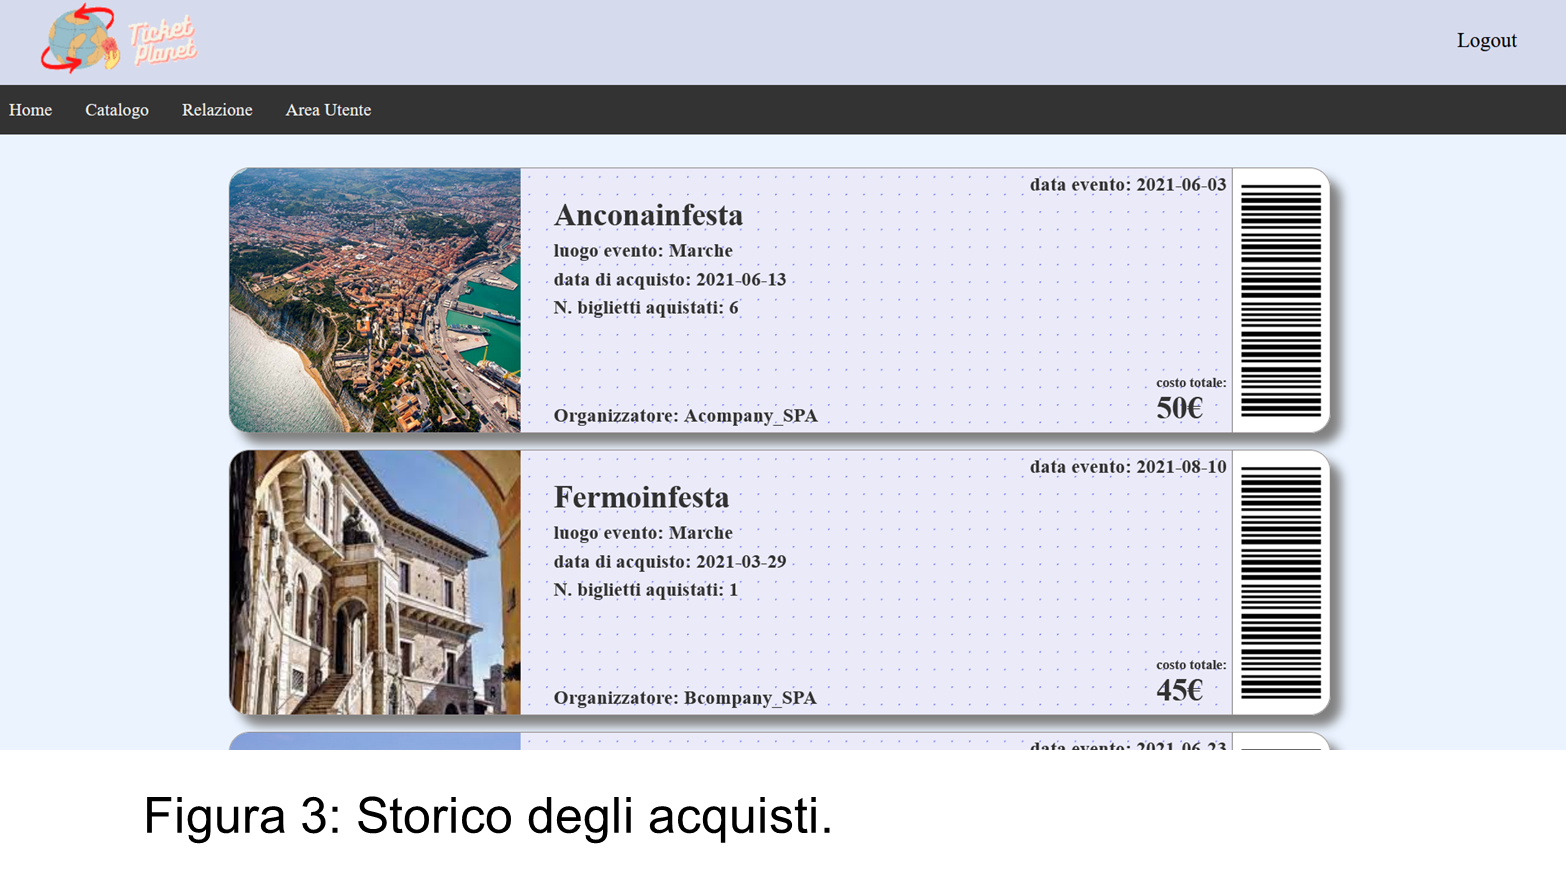 Ticket
Planet
Logout
Home Catalogo Relazione Area Utente
data evento: 2021-06-03
Anconainfesta
luogo evento: Marche
data di acquisto: 2021-06-13
N. biglietti aquistati: 6
costo totale:
50€
Organizzatore: Acompany_SPA
data evento: 2021-08-10
Fermoinfesta
luogo evento: Marche
data di acquisto: 2021-03-29
N. biglietti aquistati: 1
costo totale:
45€
Organizzatore: Bcompany_SPA
data evento: 2021-06-23
Figura 3: Storico degli acquisti.